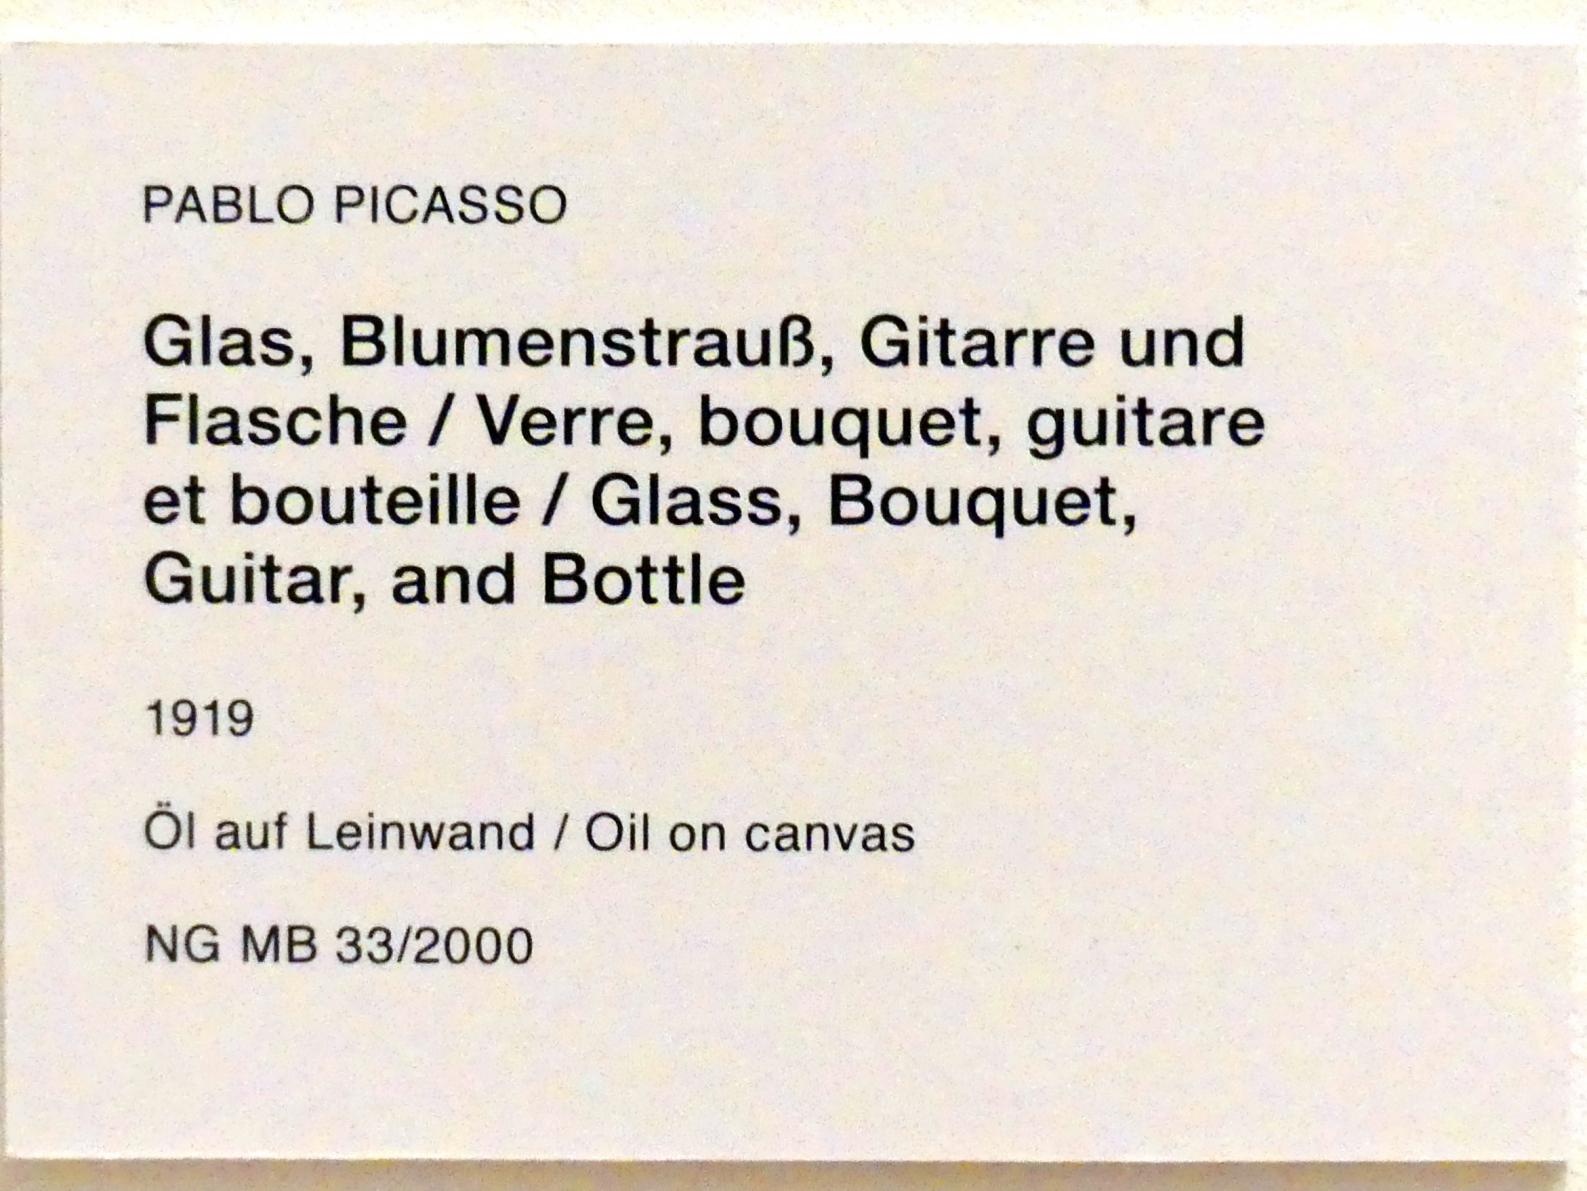 PABLO PICASSO
Glas, Blumenstrauß, Gitarre und
Flasche / Verre, bouquet, guitare
et bouteille / Glass, Bouquet,
Guitar, and Bottle
1919
Öl auf Leinwand / Oil on canvas
NG MB 33/2000